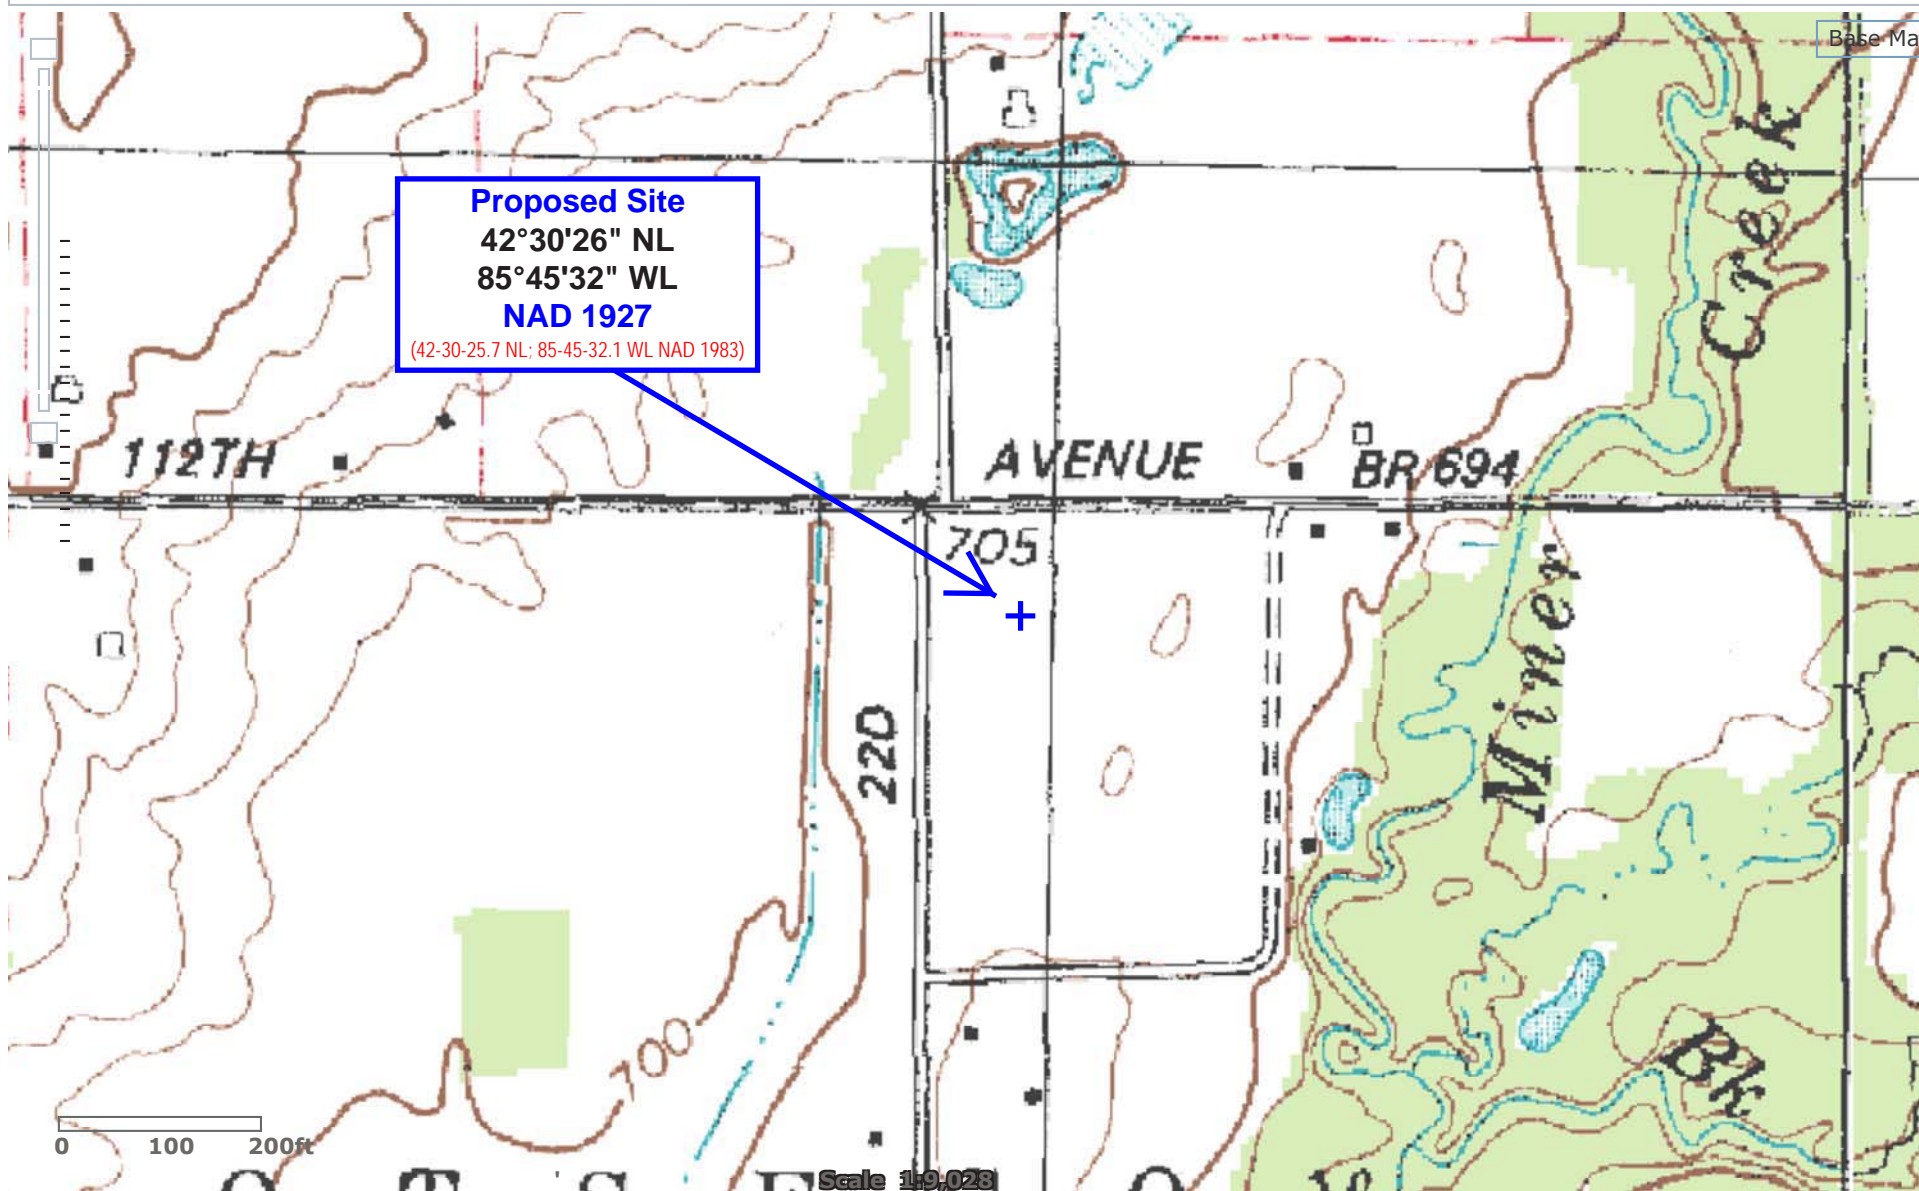 Base Ma
Creek
Proposed Site
42°30'26" NL
85°45'32" WL
NAD 1927
(42-30-25.7 NL; 85-45-32.1 WL NAD 1983)
112TH AVENUE BR 694
705
Miner
22D
700
Bk
0 100 200ft
O T S E O
Scale 1:9,028